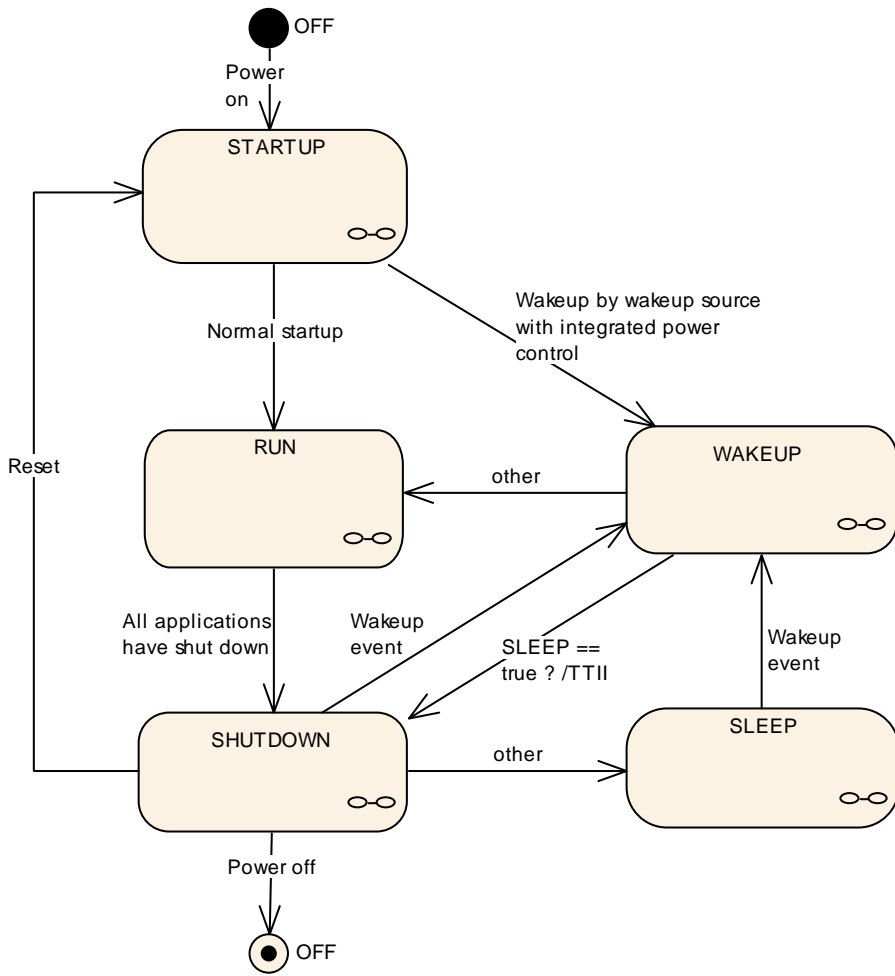 OFF
Power
on
STARTUP
Wakeup by wakeup source
with integrated power
control
Normal startup
Reset
RUN
WAKEUP
other
All applications
have shut down
Wakeup
event
SLEEP ==
true ? /TTII
Wakeup
event
SHUTDOWN
SLEEP
other
Power off
OFF